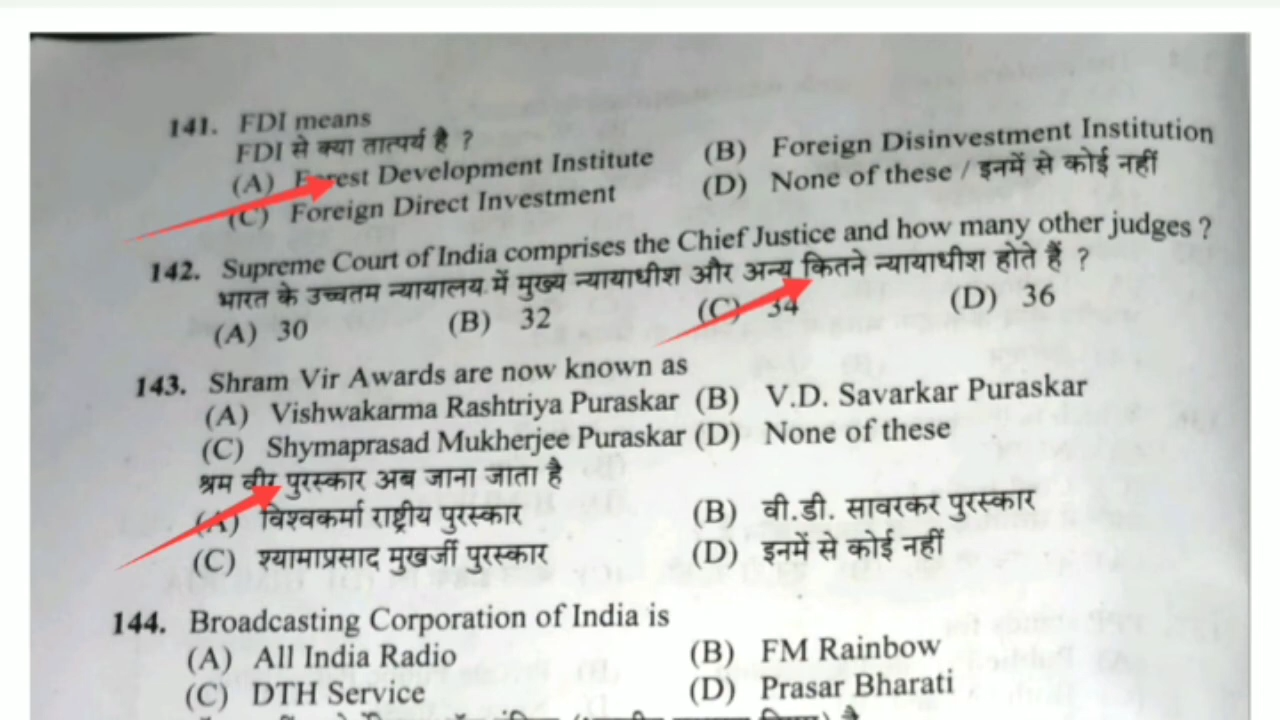 141. FDI means
FDI से क्या तात्पर्य है ?
(A) Forest Development Institute (B) Foreign Disinvestment Institution
(C) Foreign Direct Investment (D) None of these / इनमें से कोई नहीं
142. Supreme Court of India comprises the Chief Justice and how many other judges ?
भारत के उच्चतम न्यायालय में मुख्य न्यायाधीश और अन्य कितने न्यायाधीश होते हैं ?
(A) 30 (B) 32 (C) 34 (D) 36
143. Shram Vir Awards are now known as
(A) Vishwakarma Rashtriya Puraskar (B) V.D. Savarkar Puraskar
(C) Shymaprasad Mukherjee Puraskar (D) None of these
श्रम वीर पुरस्कार अब जाना जाता है
(A) विश्वकर्मा राष्ट्रीय पुरस्कार (B) वी.डी. सावरकर पुरस्कार
(C) श्यामाप्रसाद मुखर्जी पुरस्कार (D) इनमें से कोई नहीं
144. Broadcasting Corporation of India is
(A) All India Radio (B) FM Rainbow
(C) DTH Service (D) Prasar Bharati